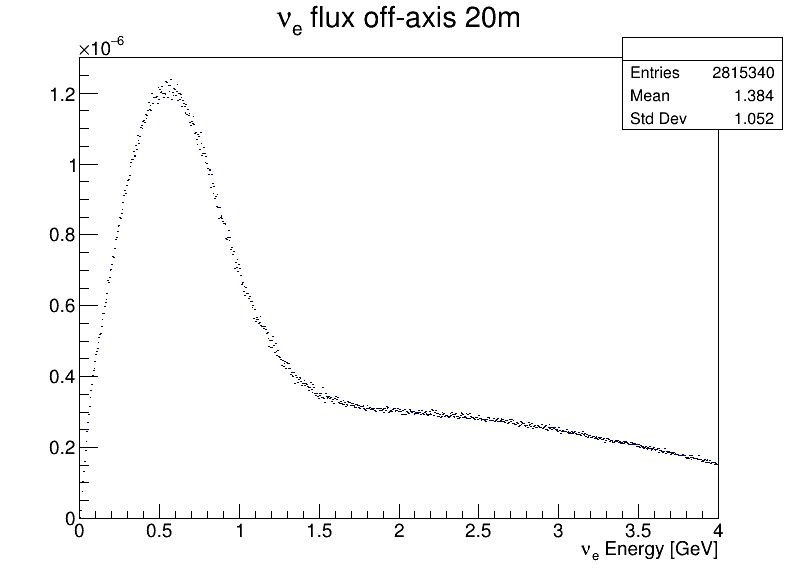 νe flux off-axis 20m
×10−6
Entries 2815340
Mean 1.384
Std Dev 1.052
1.2
1
0.8
0.6
0.4
0.2
0
0 0.5 1 1.5 2 2.5 3 3.5 4
νe Energy [GeV]